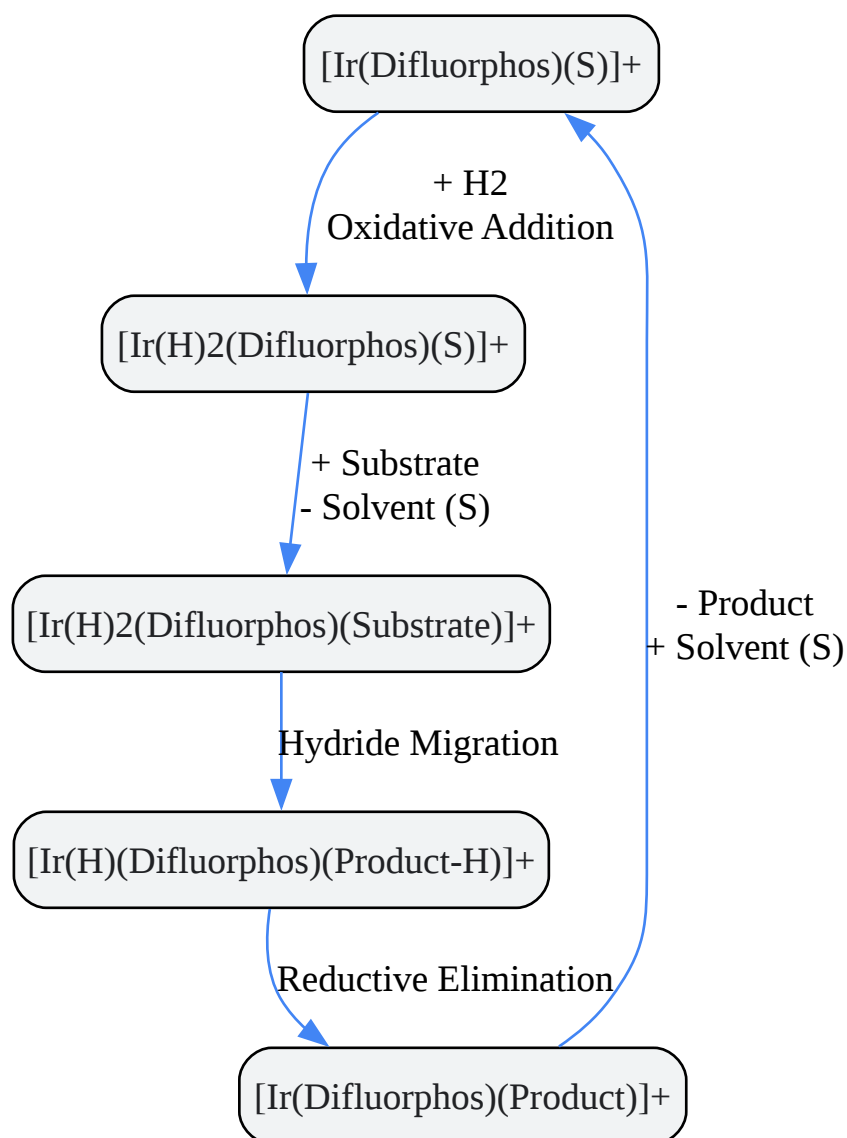 [Ir(Difluorphos)(S)]+
+ H2
Oxidative Addition
[Ir(H)2(Difluorphos)(S)]+
+ Substrate
- Solvent (S)
[Ir(H)2(Difluorphos)(Substrate)]+
- Product
+ Solvent (S)
Hydride Migration
[Ir(H)(Difluorphos)(Product-H)]+
Reductive Elimination
[Ir(Difluorphos)(Product)]+